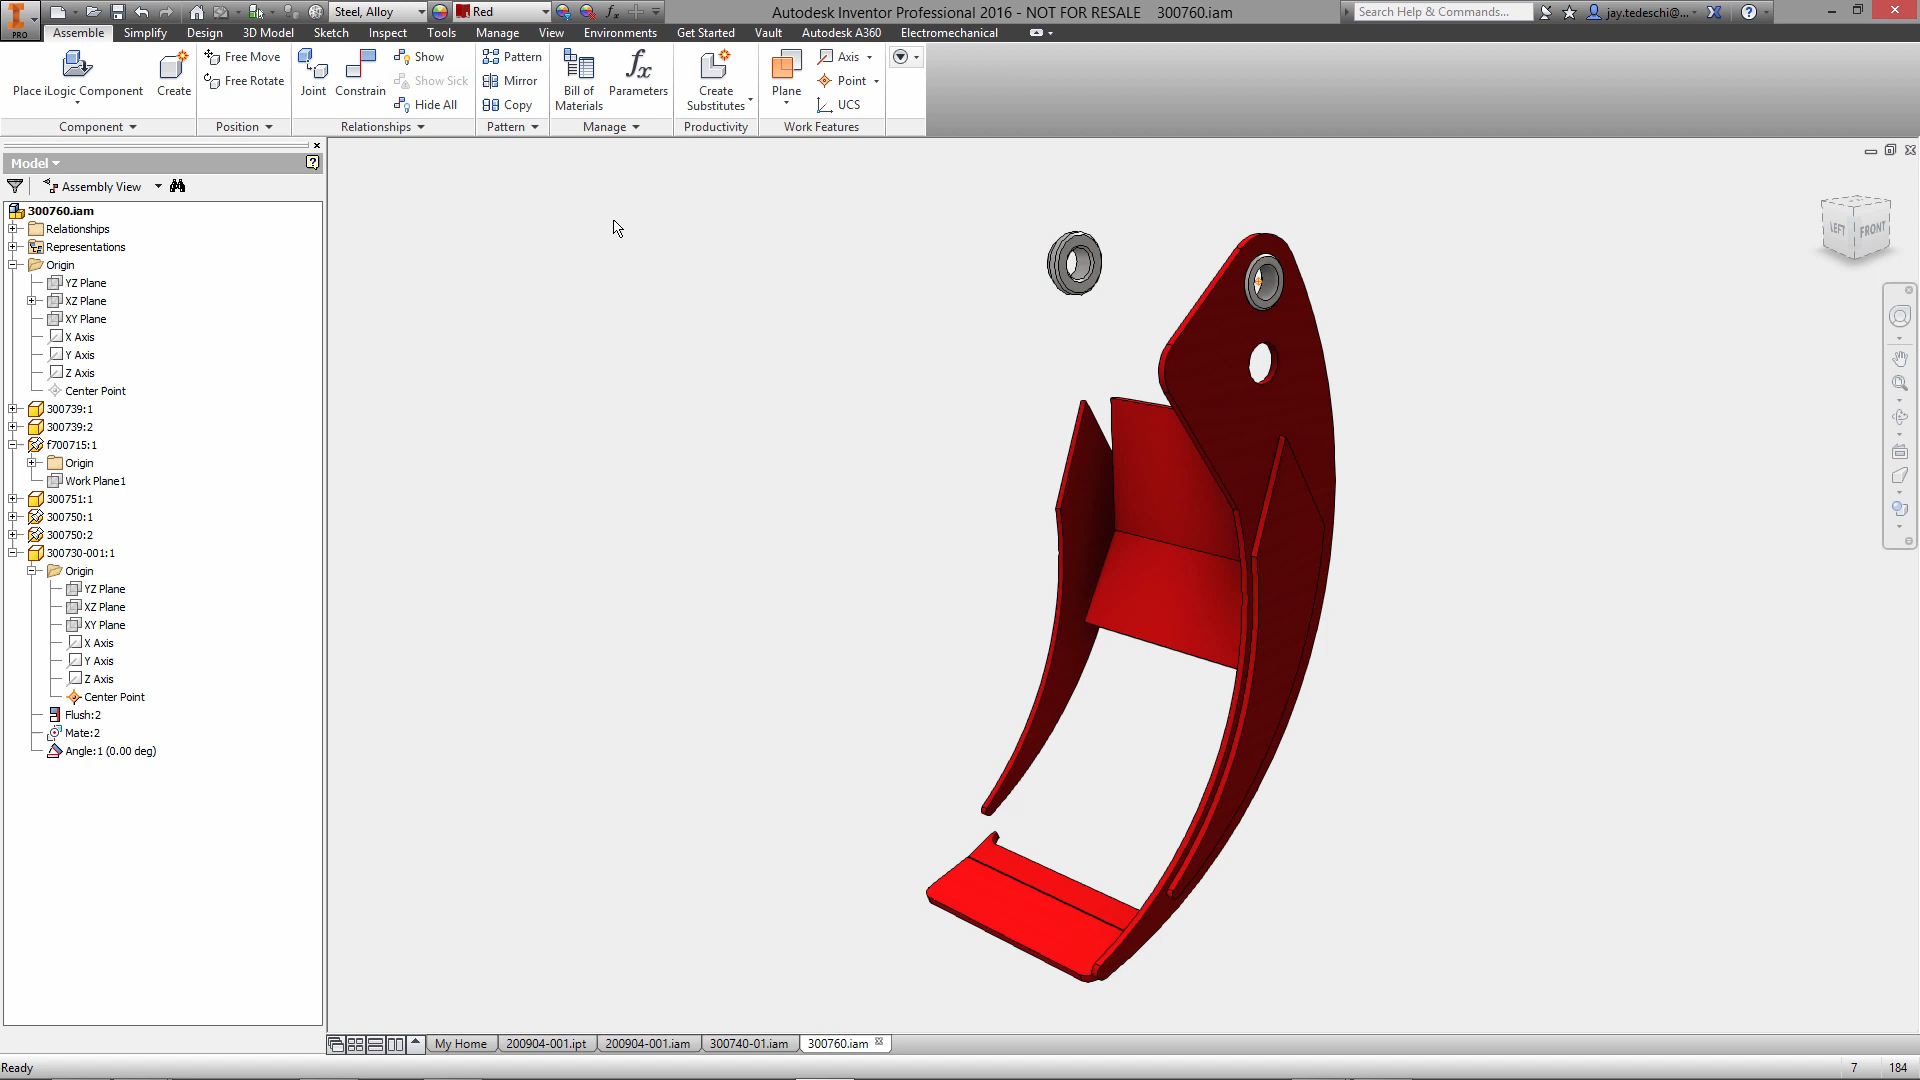 Steel, Alloy
Red
fx
Autodesk Inventor Professional 2016 - NOT FOR RESALE 300760.iam
Search Help & Commands...
jay.tedeschi@...
PRO
Assemble
Simplify
Design
3D Model
Sketch
Inspect
Tools
Manage
View
Environments
Get Started
Vault
Autodesk A360
Electromechanical
Place iLogic Component
Create
Component
Free Move
Free Rotate
Position
Joint
Constrain
Show
Show Sick
Hide All
Relationships
Pattern
Mirror
Copy
Pattern
Bill of
Materials
fx
Parameters
Manage
Create
Substitutes
Productivity
Plane
Axis
Point
UCS
Work Features
Model
Assembly View
300760.iam
Relationships
Representations
Origin
YZ Plane
XZ Plane
XY Plane
X Axis
Y Axis
Z Axis
Center Point
300739:1
300739:2
f700715:1
Origin
Work Plane1
300751:1
300750:1
300750:2
300730-001:1
Origin
YZ Plane
XZ Plane
XY Plane
X Axis
Y Axis
Z Axis
Center Point
Flush:2
Mate:2
Angle:1 (0.00 deg)
LEFT
FRONT
My Home
200904-001.ipt
200904-001.iam
300740-01.iam
300760.iam
Ready
7
184